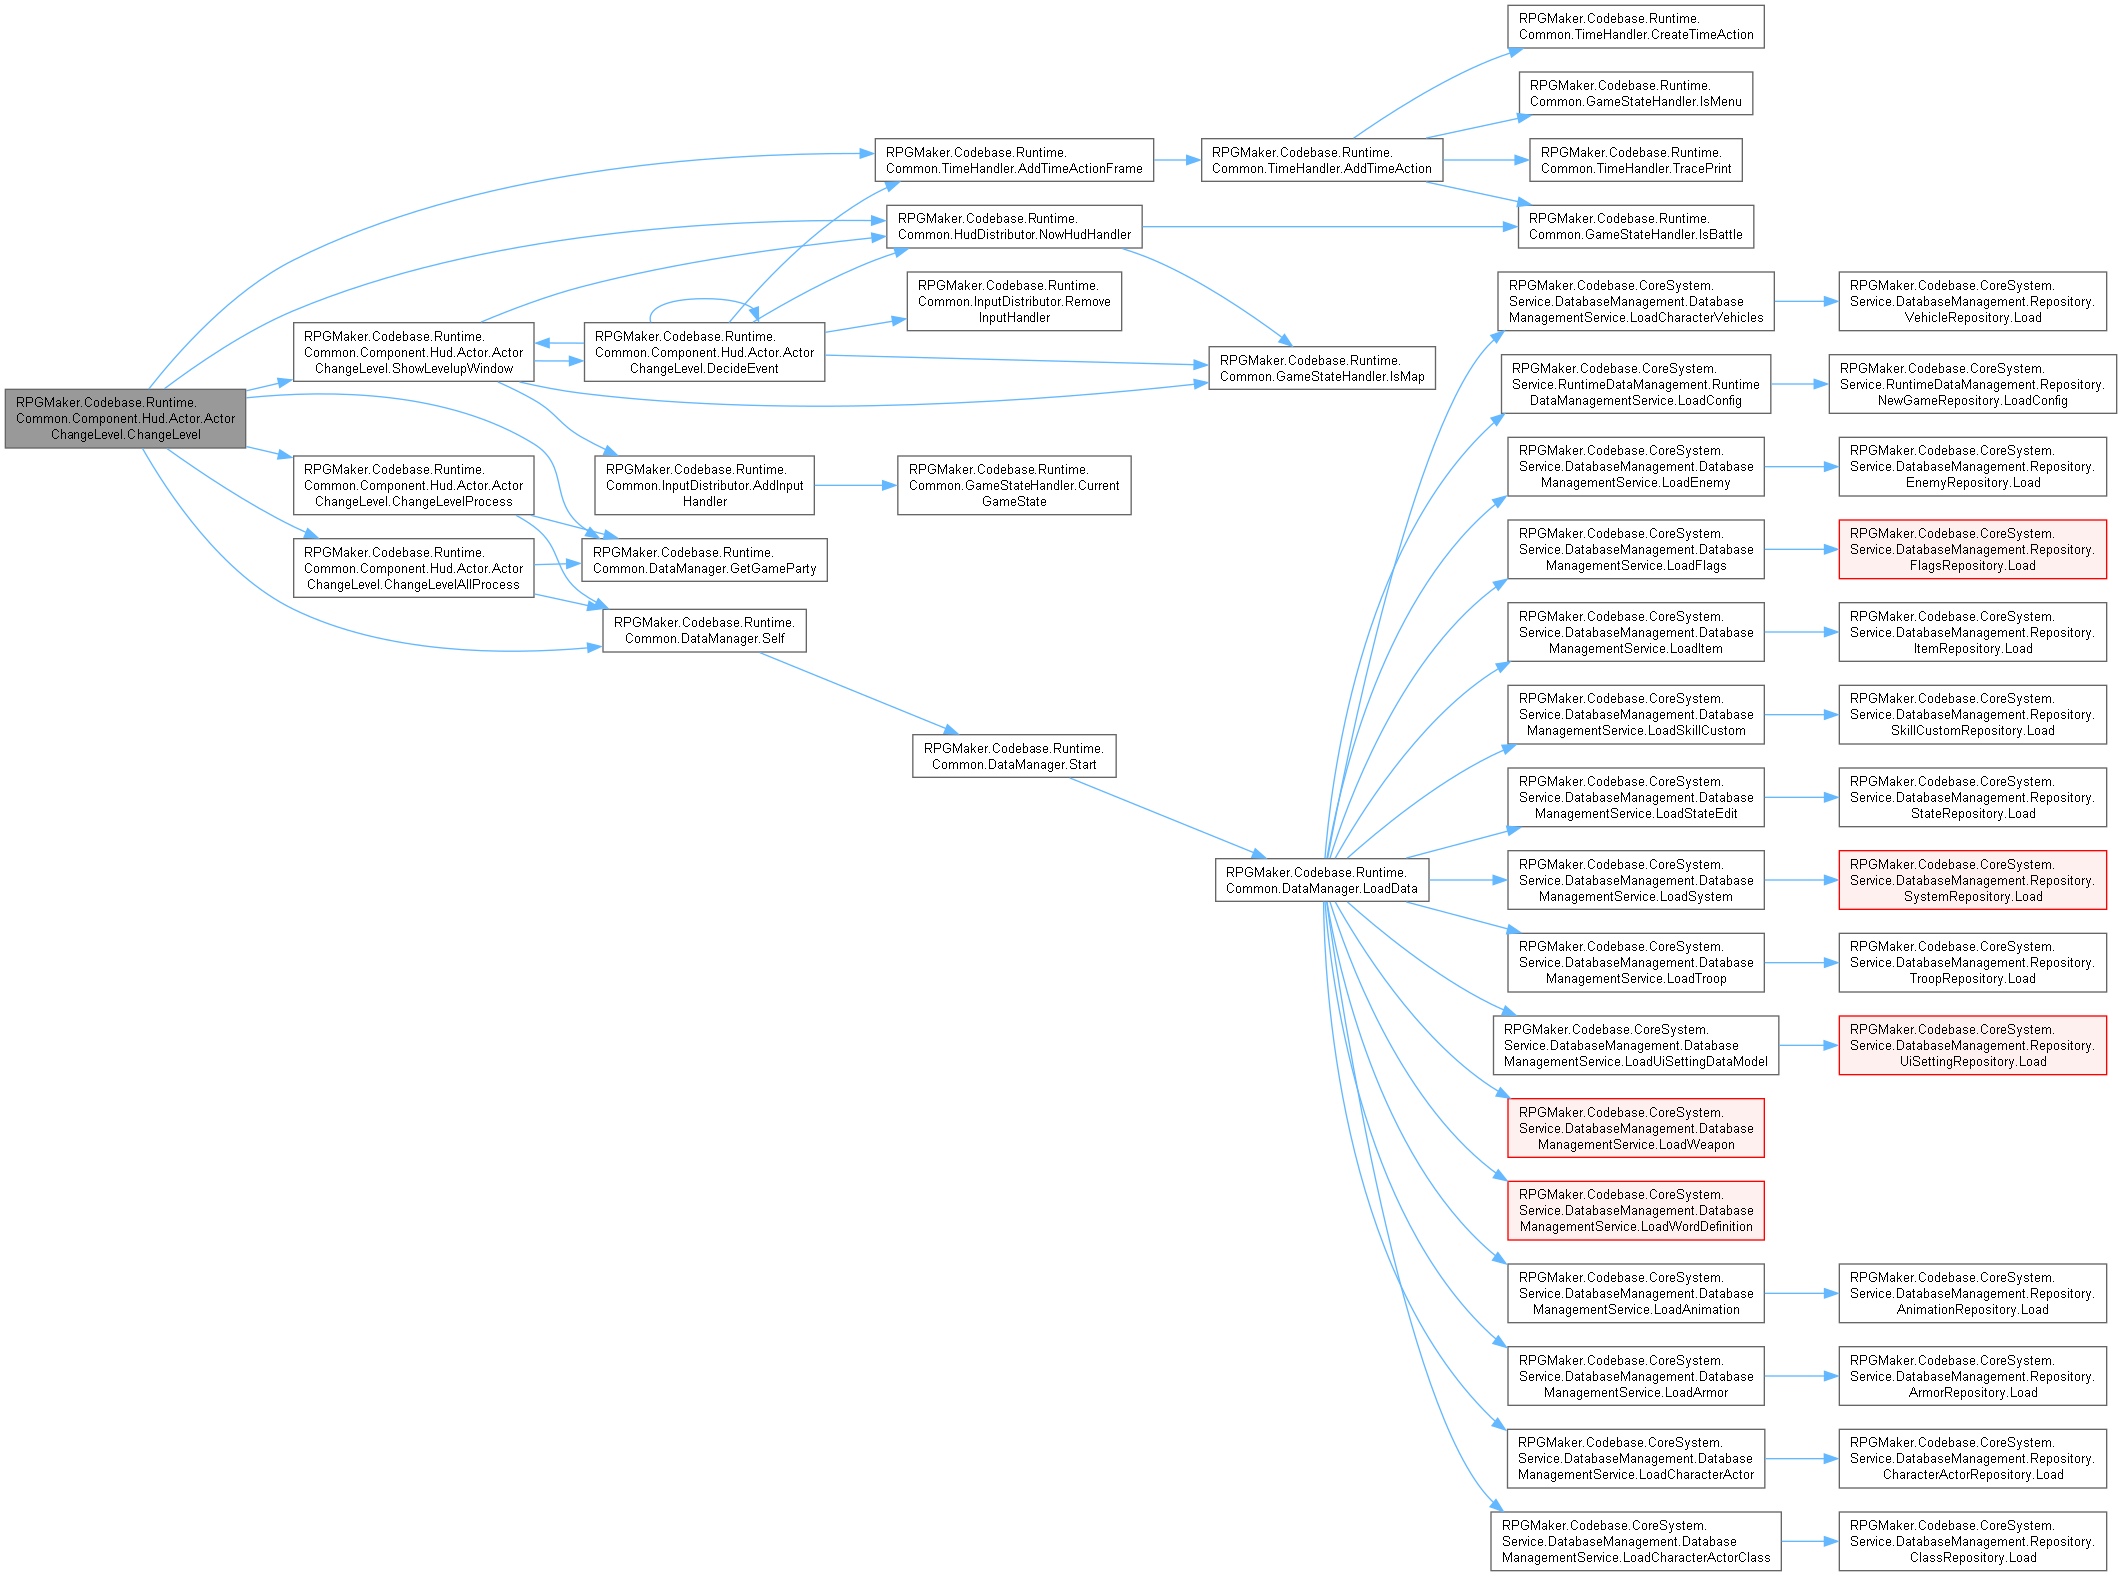 RPGMaker.Codebase.Runtime.
Common.Component.Hud.Actor.Actor
ChangeLevel.ChangeLevel
RPGMaker.Codebase.Runtime.
Common.Component.Hud.Actor.Actor
ChangeLevel.ShowLevelupWindow
RPGMaker.Codebase.Runtime.
Common.Component.Hud.Actor.Actor
ChangeLevel.ChangeLevelProcess
RPGMaker.Codebase.Runtime.
Common.Component.Hud.Actor.Actor
ChangeLevel.ChangeLevelAllProcess
RPGMaker.Codebase.Runtime.
Common.Component.Hud.Actor.Actor
ChangeLevel.DecideEvent
RPGMaker.Codebase.Runtime.
Common.InputDistributor.AddInput
Handler
RPGMaker.Codebase.Runtime.
Common.DataManager.GetGameParty
RPGMaker.Codebase.Runtime.
Common.DataManager.Self
RPGMaker.Codebase.Runtime.
Common.TimeHandler.AddTimeActionFrame
RPGMaker.Codebase.Runtime.
Common.HudDistributor.NowHudHandler
RPGMaker.Codebase.Runtime.
Common.InputDistributor.Remove
InputHandler
RPGMaker.Codebase.Runtime.
Common.GameStateHandler.Current
GameState
RPGMaker.Codebase.Runtime.
Common.DataManager.Start
RPGMaker.Codebase.Runtime.
Common.TimeHandler.AddTimeAction
RPGMaker.Codebase.Runtime.
Common.GameStateHandler.IsMap
RPGMaker.Codebase.Runtime.
Common.DataManager.LoadData
RPGMaker.Codebase.Runtime.
Common.TimeHandler.CreateTimeAction
RPGMaker.Codebase.Runtime.
Common.GameStateHandler.IsMenu
RPGMaker.Codebase.Runtime.
Common.TimeHandler.TracePrint
RPGMaker.Codebase.Runtime.
Common.GameStateHandler.IsBattle
RPGMaker.Codebase.CoreSystem.
Service.DatabaseManagement.Database
ManagementService.LoadCharacterVehicles
RPGMaker.Codebase.CoreSystem.
Service.DatabaseManagement.Repository.
VehicleRepository.Load
RPGMaker.Codebase.CoreSystem.
Service.RuntimeDataManagement.Runtime
DataManagementService.LoadConfig
RPGMaker.Codebase.CoreSystem.
Service.RuntimeDataManagement.Repository.
NewGameRepository.LoadConfig
RPGMaker.Codebase.CoreSystem.
Service.DatabaseManagement.Database
ManagementService.LoadEnemy
RPGMaker.Codebase.CoreSystem.
Service.DatabaseManagement.Repository.
EnemyRepository.Load
RPGMaker.Codebase.CoreSystem.
Service.DatabaseManagement.Database
ManagementService.LoadFlags
RPGMaker.Codebase.CoreSystem.
Service.DatabaseManagement.Repository.
FlagsRepository.Load
RPGMaker.Codebase.CoreSystem.
Service.DatabaseManagement.Database
ManagementService.LoadItem
RPGMaker.Codebase.CoreSystem.
Service.DatabaseManagement.Repository.
ItemRepository.Load
RPGMaker.Codebase.CoreSystem.
Service.DatabaseManagement.Database
ManagementService.LoadSkillCustom
RPGMaker.Codebase.CoreSystem.
Service.DatabaseManagement.Repository.
SkillCustomRepository.Load
RPGMaker.Codebase.CoreSystem.
Service.DatabaseManagement.Database
ManagementService.LoadStateEdit
RPGMaker.Codebase.CoreSystem.
Service.DatabaseManagement.Repository.
StateRepository.Load
RPGMaker.Codebase.CoreSystem.
Service.DatabaseManagement.Database
ManagementService.LoadSystem
RPGMaker.Codebase.CoreSystem.
Service.DatabaseManagement.Repository.
SystemRepository.Load
RPGMaker.Codebase.CoreSystem.
Service.DatabaseManagement.Database
ManagementService.LoadTroop
RPGMaker.Codebase.CoreSystem.
Service.DatabaseManagement.Repository.
TroopRepository.Load
RPGMaker.Codebase.CoreSystem.
Service.DatabaseManagement.Database
ManagementService.LoadUiSettingDataModel
RPGMaker.Codebase.CoreSystem.
Service.DatabaseManagement.Repository.
UiSettingRepository.Load
RPGMaker.Codebase.CoreSystem.
Service.DatabaseManagement.Database
ManagementService.LoadWeapon
RPGMaker.Codebase.CoreSystem.
Service.DatabaseManagement.Database
ManagementService.LoadWordDefinition
RPGMaker.Codebase.CoreSystem.
Service.DatabaseManagement.Database
ManagementService.LoadAnimation
RPGMaker.Codebase.CoreSystem.
Service.DatabaseManagement.Repository.
AnimationRepository.Load
RPGMaker.Codebase.CoreSystem.
Service.DatabaseManagement.Database
ManagementService.LoadArmor
RPGMaker.Codebase.CoreSystem.
Service.DatabaseManagement.Repository.
ArmorRepository.Load
RPGMaker.Codebase.CoreSystem.
Service.DatabaseManagement.Database
ManagementService.LoadCharacterActor
RPGMaker.Codebase.CoreSystem.
Service.DatabaseManagement.Repository.
CharacterActorRepository.Load
RPGMaker.Codebase.CoreSystem.
Service.DatabaseManagement.Database
ManagementService.LoadCharacterActorClass
RPGMaker.Codebase.CoreSystem.
Service.DatabaseManagement.Repository.
ClassRepository.Load